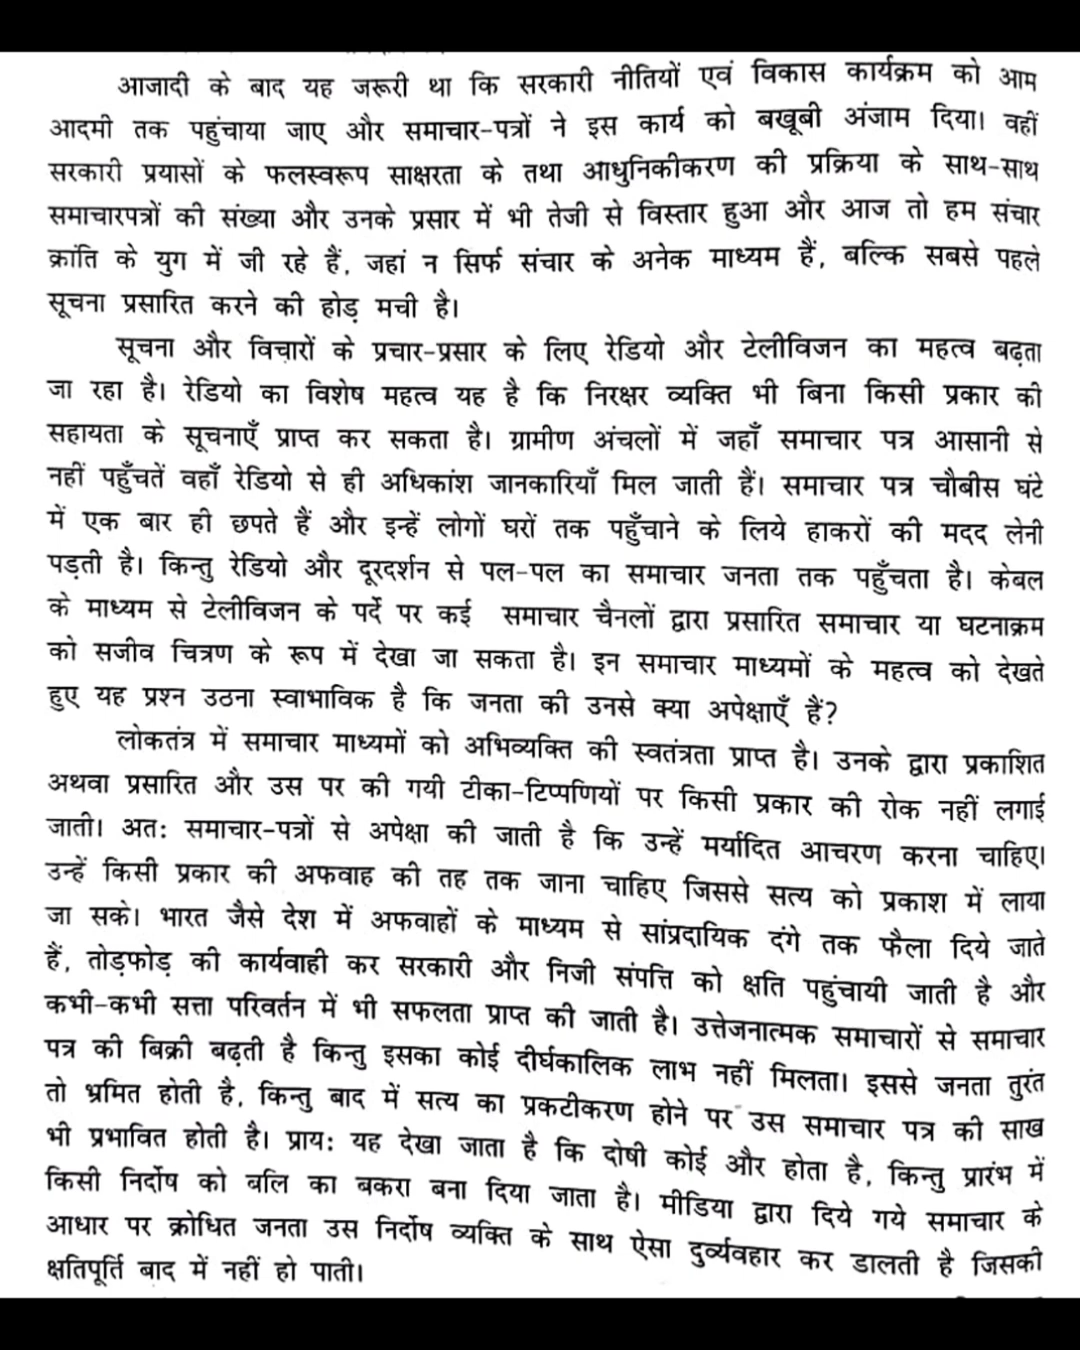 आजादी के बाद यह जरूरी था कि सरकारी नीतियों एवं विकास कार्यक्रम को आम
आदमी तक पहुंचाया जाए और समाचार-पत्रों ने इस कार्य को बखूबी अंजाम दिया। वहीं
सरकारी प्रयासों के फलस्वरूप साक्षरता के तथा आधुनिकीकरण की प्रक्रिया के साथ-साथ
समाचारपत्रों की संख्या और उनके प्रसार में भी तेजी से विस्तार हुआ और आज तो हम संचार
क्रांति के युग में जी रहे हैं, जहां न सिर्फ संचार के अनेक माध्यम हैं, बल्कि सबसे पहले
सूचना प्रसारित करने की होड़ मची है।
सूचना और विचारों के प्रचार-प्रसार के लिए रेडियो और टेलीविजन का महत्व बढ़ता
जा रहा है। रेडियो का विशेष महत्व यह है कि निरक्षर व्यक्ति भी बिना किसी प्रकार की
सहायता के सूचनाएँ प्राप्त कर सकता है। ग्रामीण अंचलों में जहाँ समाचार पत्र आसानी से
नहीं पहुँचतें वहाँ रेडियो से ही अधिकांश जानकारियाँ मिल जाती हैं। समाचार पत्र चौबीस घंटे
में एक बार ही छपते हैं और इन्हें लोगों घरों तक पहुँचाने के लिये हाकरों की मदद लेनी
पड़ती है। किन्तु रेडियो और दूरदर्शन से पल-पल का समाचार जनता तक पहुँचता है। केबल
के माध्यम से टेलीविजन के पर्दे पर कई समाचार चैनलों द्वारा प्रसारित समाचार या घटनाक्रम
को सजीव चित्रण के रूप में देखा जा सकता है। इन समाचार माध्यमों के महत्व को देखते
हुए यह प्रश्न उठना स्वाभाविक है कि जनता की उनसे क्या अपेक्षाएँ हैं?
लोकतंत्र में समाचार माध्यमों को अभिव्यक्ति की स्वतंत्रता प्राप्त है। उनके द्वारा प्रकाशित
अथवा प्रसारित और उस पर की गयी टीका-टिप्पणियों पर किसी प्रकार की रोक नहीं लगाई
जाती। अतः समाचार-पत्रों से अपेक्षा की जाती है कि उन्हें मर्यादित आचरण करना चाहिए।
उन्हें किसी प्रकार की अफवाह की तह तक जाना चाहिए जिससे सत्य को प्रकाश में लाया
जा सके। भारत जैसे देश में अफवाहों के माध्यम से सांप्रदायिक दंगे तक फैला दिये जाते
हैं, तोड़फोड़ की कार्यवाही कर सरकारी और निजी संपत्ति को क्षति पहुंचायी जाती है और
कभी-कभी सत्ता परिवर्तन में भी सफलता प्राप्त की जाती है। उत्तेजनात्मक समाचारों से समाचार
पत्र की बिक्री बढ़ती है किन्तु इसका कोई दीर्घकालिक लाभ नहीं मिलता। इससे जनता तुरंत
तो भ्रमित होती है, किन्तु बाद में सत्य का प्रकटीकरण होने पर उस समाचार पत्र की साख
भी प्रभावित होती है। प्रायः यह देखा जाता है कि दोषी कोई और होता है, किन्तु प्रारंभ में
किसी निर्दोष को बलि का बकरा बना दिया जाता है। मीडिया द्वारा दिये गये समाचार के
आधार पर क्रोधित जनता उस निर्दोष व्यक्ति के साथ ऐसा दुर्व्यवहार कर डालती है जिसकी
क्षतिपूर्ति बाद में नहीं हो पाती।